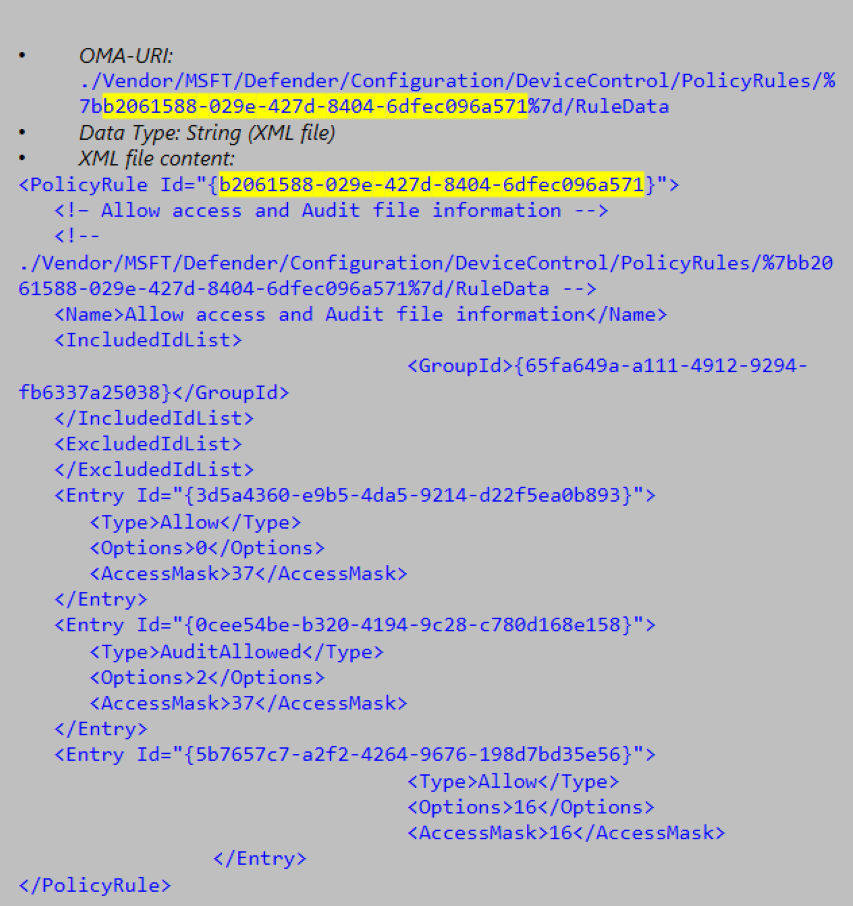 • OMA-URI:
./Vendor/MSFT/Defender/Configuration/DeviceControl/PolicyRules/%
7bb2061588-029e-427d-8404-6dfec096a571%7d/RuleData
• Data Type: String (XML file)
• XML file content:
<PolicyRule Id="{b2061588-029e-427d-8404-6dfec096a571}">
<!– Allow access and Audit file information -->
<!--
./Vendor/MSFT/Defender/Configuration/DeviceControl/PolicyRules/%7bb20
61588-029e-427d-8404-6dfec096a571%7d/RuleData -->
<Name>Allow access and Audit file information</Name>
<IncludedIdList>
<GroupId>{65fa649a-a111-4912-9294-
fb6337a25038}</GroupId>
</IncludedIdList>
<ExcludedIdList>
</ExcludedIdList>
<Entry Id="{3d5a4360-e9b5-4da5-9214-d22f5ea0b893}">
<Type>Allow</Type>
<Options>0</Options>
<AccessMask>37</AccessMask>
</Entry>
<Entry Id="{0cee54be-b320-4194-9c28-c780d168e158}">
<Type>AuditAllowed</Type>
<Options>2</Options>
<AccessMask>37</AccessMask>
</Entry>
<Entry Id="{5b7657c7-a2f2-4264-9676-198d7bd35e56}">
<Type>Allow</Type>
<Options>16</Options>
<AccessMask>16</AccessMask>
</Entry>
</PolicyRule>